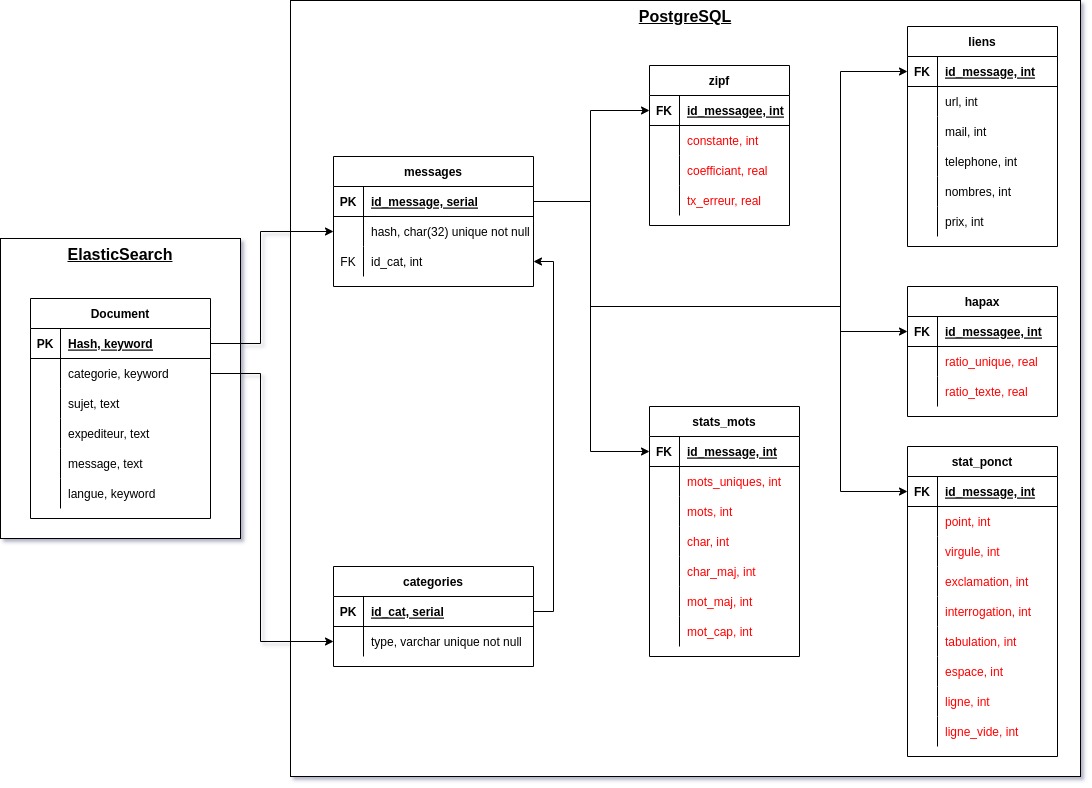 PostgreSQL
ElasticSearch
Document
PK Hash, keyword
categorie, keyword
sujet, text
expediteur, text
message, text
langue, keyword
messages
PK id_message, serial
hash, char(32) unique not null
FK id_cat, int
categories
PK id_cat, serial
type, varchar unique not null
zipf
FK id_messagee, int
constante, int
coefficiant, real
tx_erreur, real
stats_mots
FK id_message, int
mots_uniques, int
mots, int
char, int
char_maj, int
mot_maj, int
mot_cap, int
liens
FK id_message, int
url, int
mail, int
telephone, int
nombres, int
prix, int
hapax
FK id_messagee, int
ratio_unique, real
ratio_texte, real
stat_ponct
FK id_message, int
point, int
virgule, int
exclamation, int
interrogation, int
tabulation, int
espace, int
ligne, int
ligne_vide, int